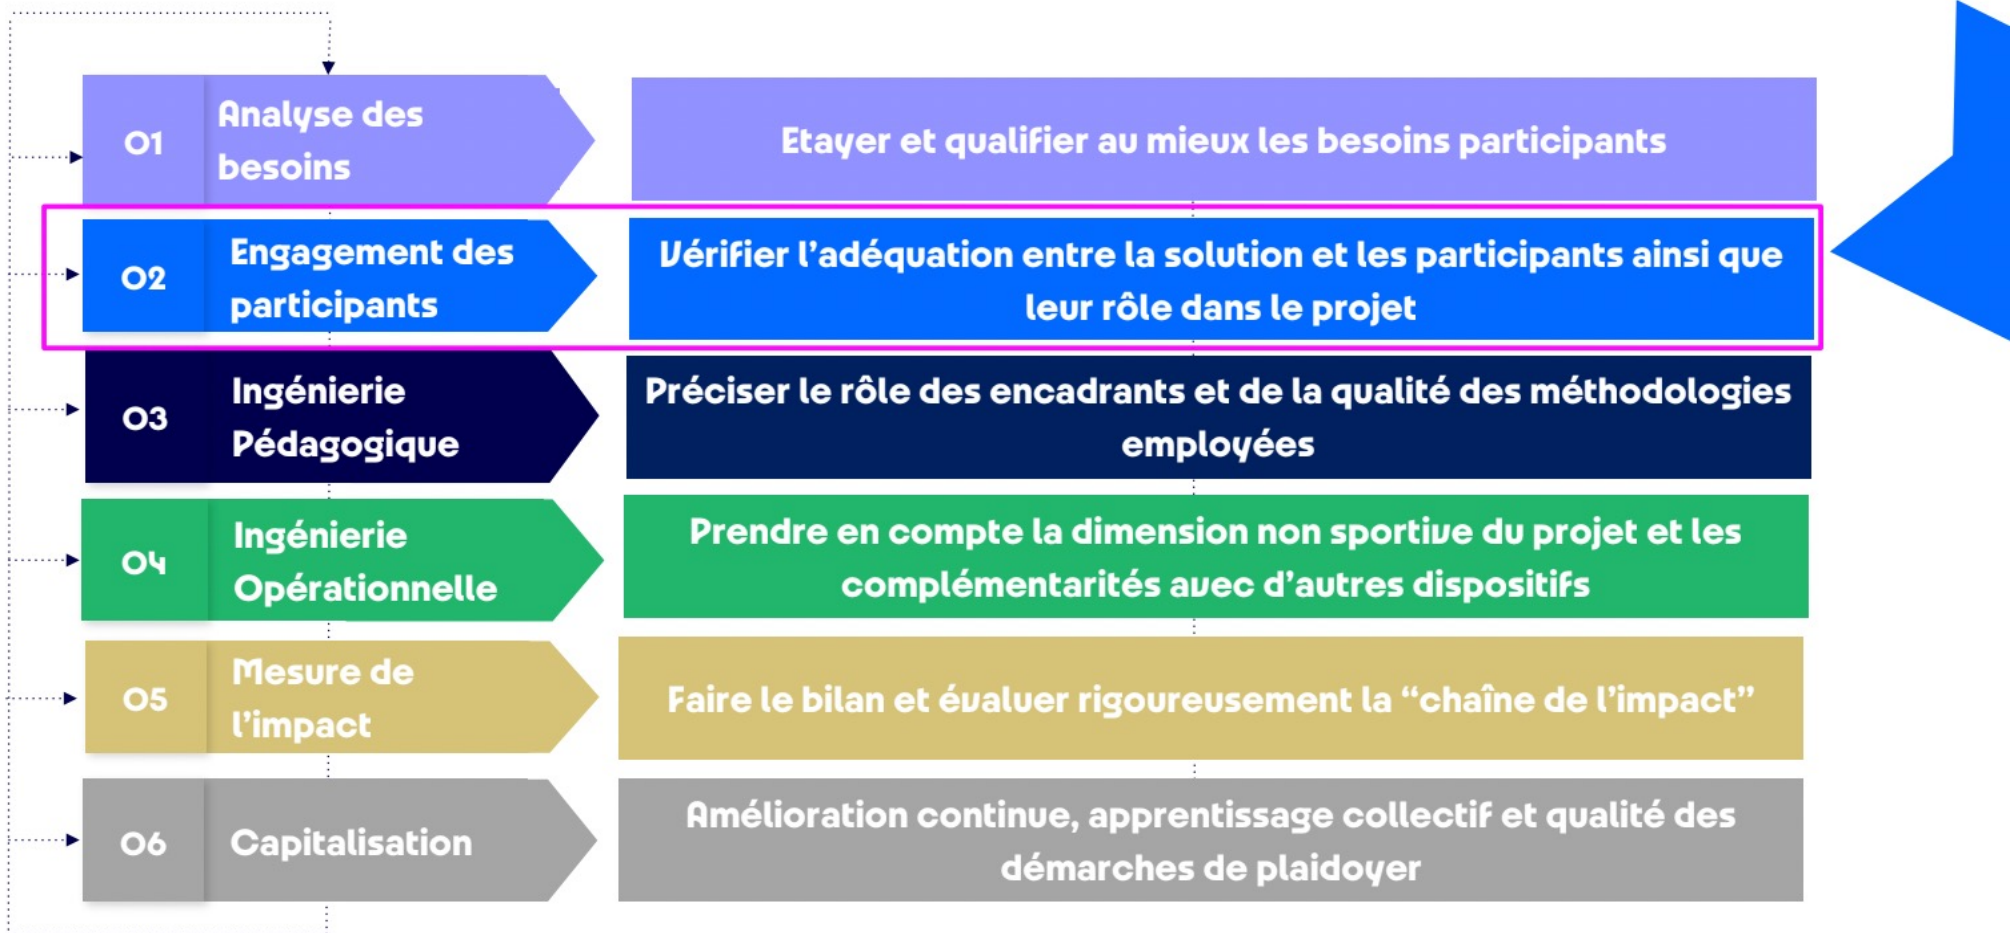 01
Analyse des
besoins
Etayer et qualifier au mieux les besoins participants
02
Engagement des
participants
Vérifier l’adéquation entre la solution et les participants ainsi que
leur rôle dans le projet
03
Ingénierie
Pédagogique
Préciser le rôle des encadrants et de la qualité des méthodologies
employées
04
Ingénierie
Opérationnelle
Prendre en compte la dimension non sportive du projet et les
complémentarités avec d’autres dispositifs
05
Mesure de
l’impact
Faire le bilan et évaluer rigoureusement la “chaîne de l’impact”
06
Capitalisation
Amélioration continue, apprentissage collectif et qualité des
démarches de plaidoyer